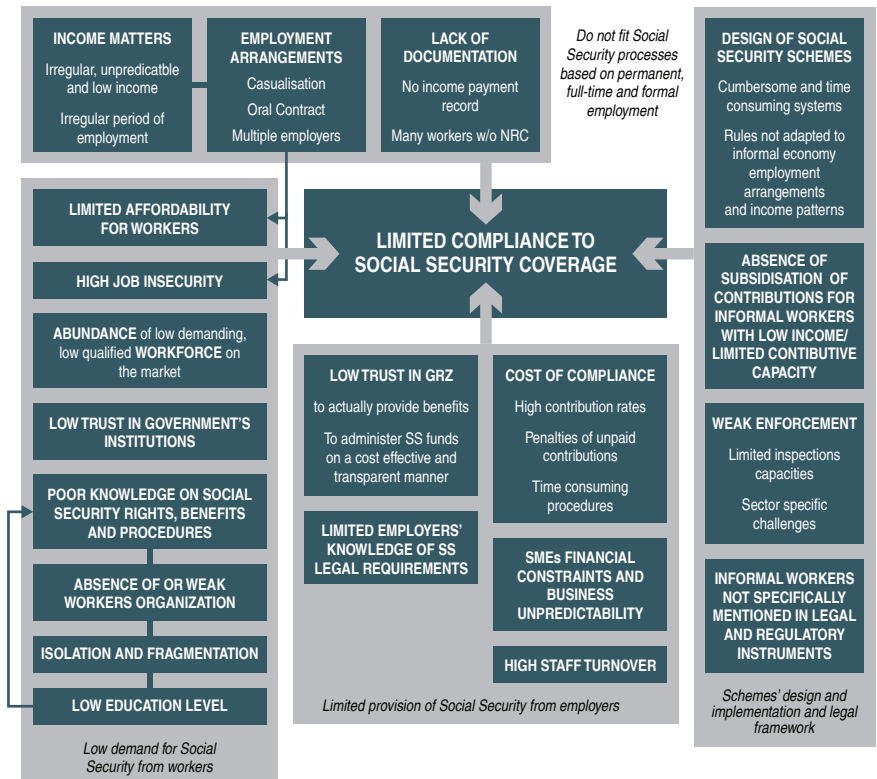 INCOME MATTERS
Irregular, unpredicatble
and low income
Irregular period of
employment
EMPLOYMENT
ARRANGEMENTS
Casualisation
Oral Contract
Multiple employers
LACK OF
DOCUMENTATION
No income payment
record
Many workers w/o NRC
Do not fit Social
Security processes
based on permanent,
full-time and formal
employment
DESIGN OF SOCIAL
SECURITY SCHEMES
Cumbersome and time
consuming systems
Rules not adapted to
informal economy
employment
arrangements
and income patterns
LIMITED AFFORDABILITY
FOR WORKERS
HIGH JOB INSECURITY
ABUNDANCE of low demanding,
low qualified WORKFORCE on
the market
LOW TRUST IN GOVERNMENT'S
INSTITUTIONS
POOR KNOWLEDGE ON SOCIAL
SECURITY RIGHTS, BENEFITS
AND PROCEDURES
ABSENCE OF OR WEAK
WORKERS ORGANIZATION
ISOLATION AND FRAGMENTATION
LOW EDUCATION LEVEL
Low demand for Social
Security from workers
LIMITED COMPLIANCE TO
SOCIAL SECURITY COVERAGE
LOW TRUST IN GRZ
to actually provide benefits
To administer SS funds
on a cost effective and
transparent manner
LIMITED EMPLOYERS'
KNOWLEDGE OF SS
LEGAL REQUIREMENTS
COST OF COMPLIANCE
High contribution rates
Penalties of unpaid
contributions
Time consuming
procedures
SMEs FINANCIAL
CONSTRAINTS AND
BUSINESS
UNPREDICTABILITY
HIGH STAFF TURNOVER
Limited provision of Social Security from employers
ABSENCE OF
SUBSIDISATION OF
CONTRIBUTIONS FOR
INFORMAL WORKERS
WITH LOW INCOME/
LIMITED CONTIBUTIVE
CAPACITY
WEAK ENFORCEMENT
Limited inspections
capacities
Sector specific
challenges
INFORMAL WORKERS
NOT SPECIFICALLY
MENTIONED IN LEGAL
AND REGULATORY
INSTRUMENTS
Schemes' design and
implementation and legal
framework